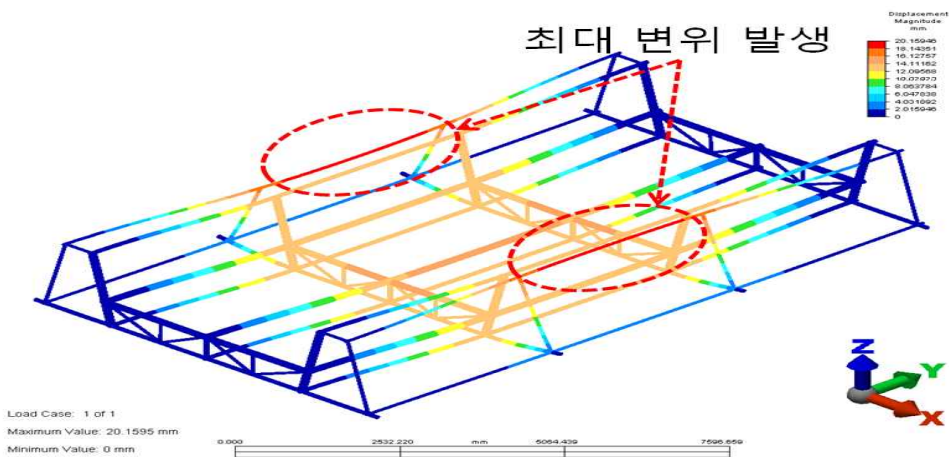 Displacement
Magnitude
mm
최대 변위 발생
20.15946
18.14351
16.12757
14.11162
12.09568
10.07973
8.063784
6.047838
4.031892
2.015946
0
Z
Y
X
Load Case: 1 of 1
Maximum Value: 20.1595 mm
Minimum Value: 0 mm
0.000 2532.220 mm 5064.439 7596.659